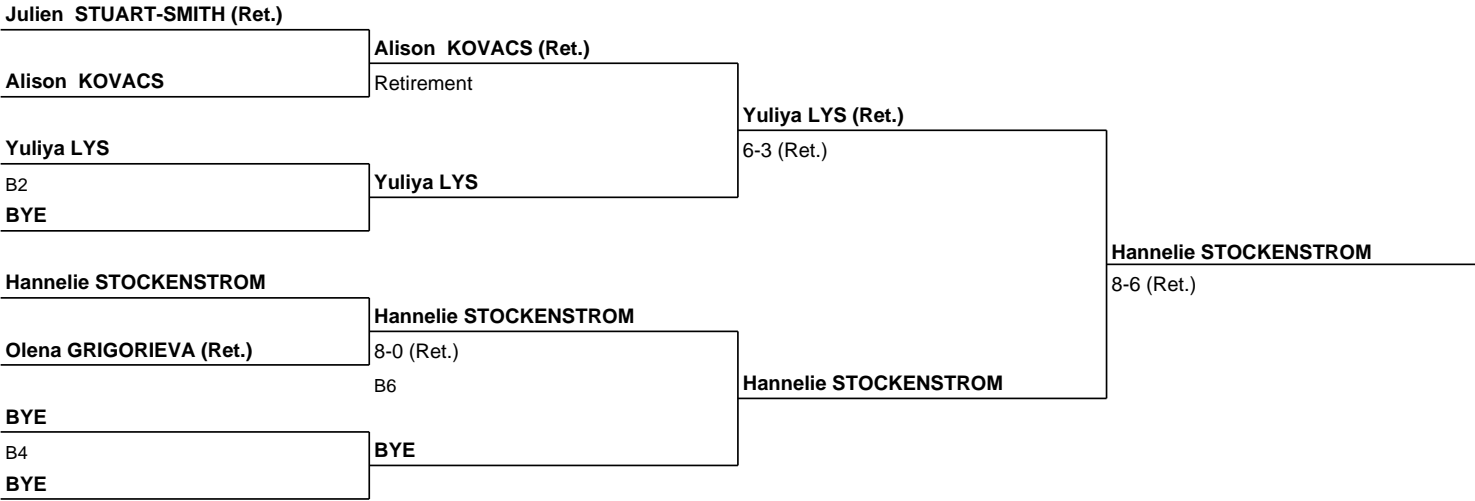 Julien STUART-SMITH (Ret.)
Alison KOVACS (Ret.)
Alison KOVACS
Retirement
Yuliya LYS (Ret.)
Yuliya LYS
6-3 (Ret.)
B2
Yuliya LYS
BYE
Hannelie STOCKENSTROM
Hannelie STOCKENSTROM
8-6 (Ret.)
Hannelie STOCKENSTROM
Olena GRIGORIEVA (Ret.)
8-0 (Ret.)
B6
Hannelie STOCKENSTROM
BYE
B4
BYE
BYE